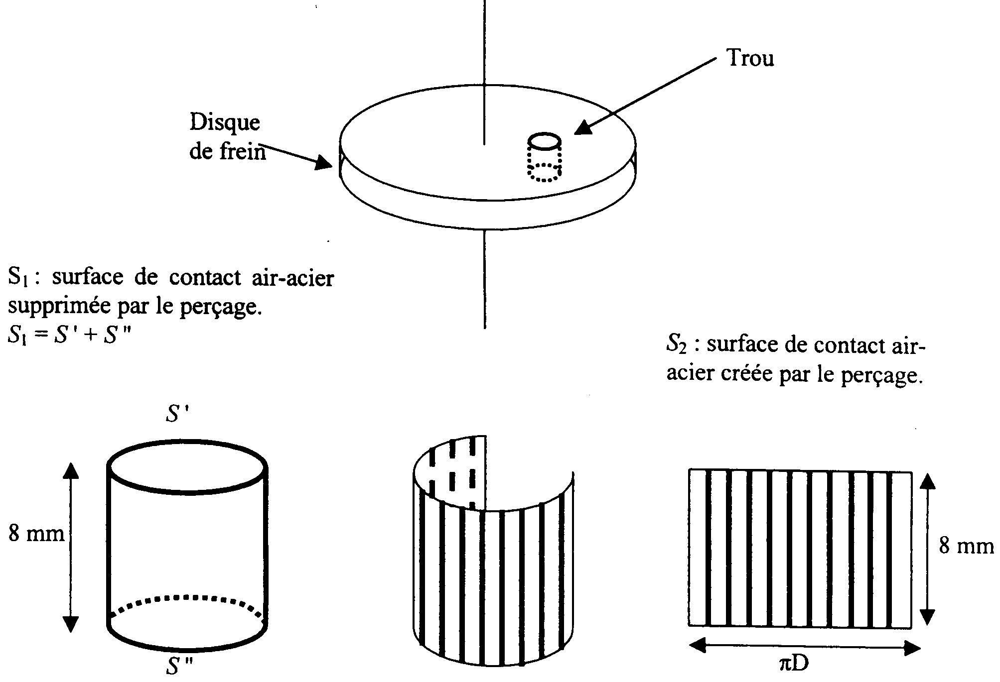 Trou
Disque
de frein
S₁ : surface de contact air-acier
supprimée par le perçage.
S₁ = S ' + S "
S₂ : surface de contact air-
acier créée par le perçage.
S '
8 mm
8 mm
S "
πD